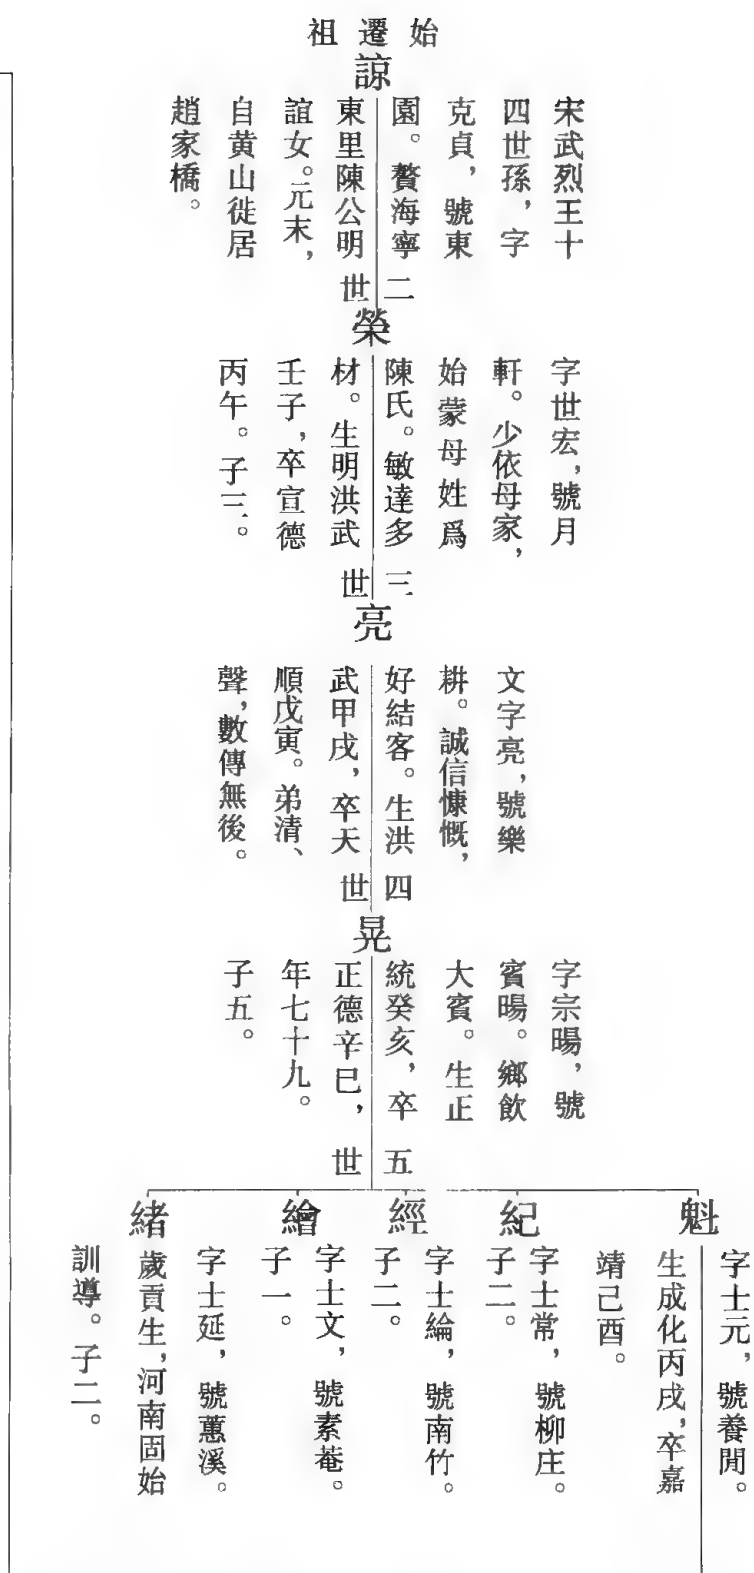 始遷祖
諒
宋武烈王十
四世孫，字
克貞，號東
園。贅海寧
東里陳公明
誼女。元末，
自黄山徙居
趙家橋。
二世
榮
字世宏，號月
軒。少依母家，
始蒙母姓爲
陳氏。敏達多
材。生明洪武
壬子，卒宣德
丙午。子三。
三世
亮
文字亮，號樂
耕。誠信慷慨，
好結客。生洪
武甲戌，卒天
順戊寅。弟清、
聲，數傳無後。
四世
晃
字宗暘，號
賓暘。鄉飲
大賓。生正
統癸亥，卒
正德辛巳，
年七十九。
子五。
五世
魁
字士元，號養閒。
生成化丙戌，卒嘉
靖己酉。
紀
字士常，號柳庄。
子二。
經
字士綸，號南竹。
子二。
繪
字士文，號素菴。
子一。
緒
字士延，號蕙溪。
歲貢生，河南固始
訓導。子二。